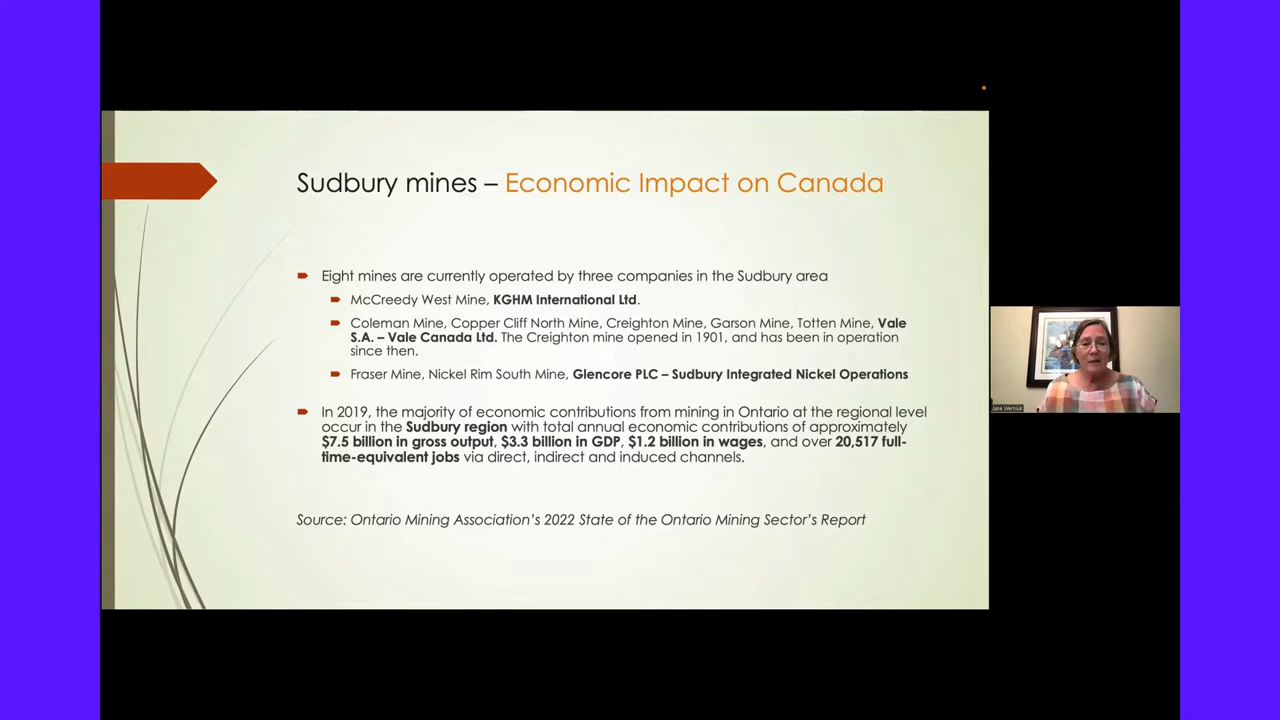 Sudbury mines – Economic Impact on Canada
Eight mines are currently operated by three companies in the Sudbury area
McCreedy West Mine, KGHM International Ltd.
Coleman Mine, Copper Cliff North Mine, Creighton Mine, Garson Mine, Totten Mine, Vale
S.A. – Vale Canada Ltd. The Creighton mine opened in 1901, and has been in operation
since then.
Fraser Mine, Nickel Rim South Mine, Glencore PLC – Sudbury Integrated Nickel Operations
In 2019, the majority of economic contributions from mining in Ontario at the regional level
occur in the Sudbury region with total annual economic contributions of approximately
$7.5 billion in gross output, $3.3 billion in GDP, $1.2 billion in wages, and over 20,517 full-
time-equivalent jobs via direct, indirect and induced channels.
Source: Ontario Mining Association's 2022 State of the Ontario Mining Sector's Report
Jane Werniuk